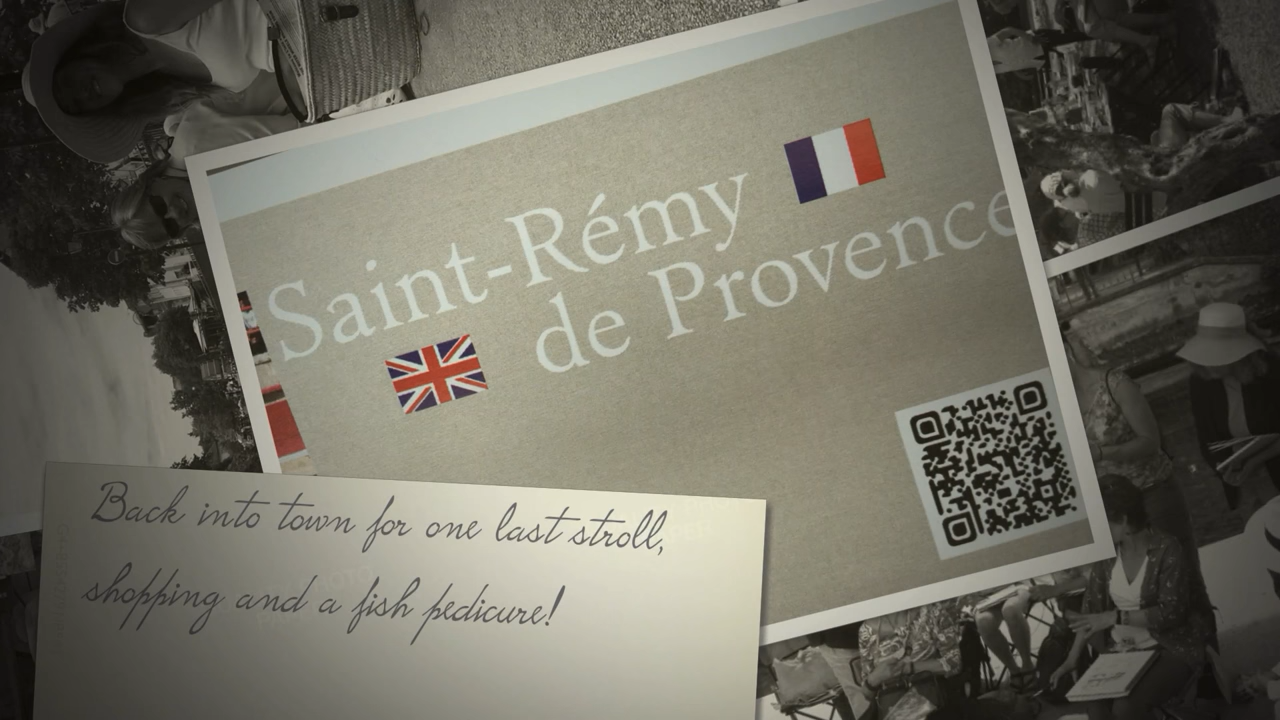 Saint-Rémy
de Provence
Back into town for one last stroll,
shopping and a fish pedicure!